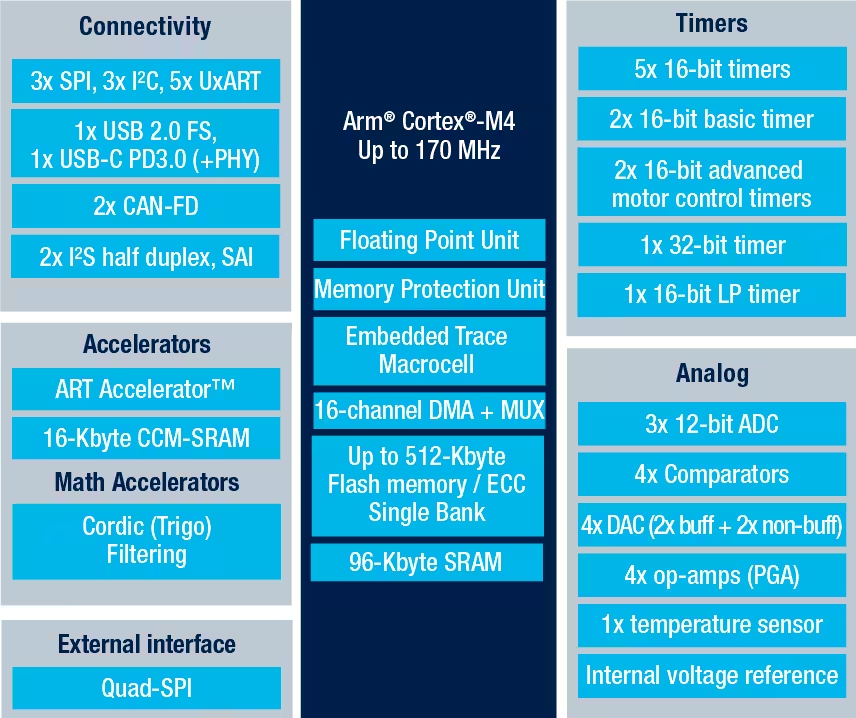 Connectivity
3x SPI, 3x I²C, 5x UxART
1x USB 2.0 FS,
1x USB-C PD3.0 (+PHY)
2x CAN-FD
2x I²S half duplex, SAI
Accelerators
ART Accelerator™
16-Kbyte CCM-SRAM
Math Accelerators
Cordic (Trigo)
Filtering
External interface
Quad-SPI
Arm® Cortex®-M4
Up to 170 MHz
Floating Point Unit
Memory Protection Unit
Embedded Trace
Macrocell
16-channel DMA + MUX
Up to 512-Kbyte
Flash memory / ECC
Single Bank
96-Kbyte SRAM
Timers
5x 16-bit timers
2x 16-bit basic timer
2x 16-bit advanced
motor control timers
1x 32-bit timer
1x 16-bit LP timer
Analog
3x 12-bit ADC
4x Comparators
4x DAC (2x buff + 2x non-buff)
4x op-amps (PGA)
1x temperature sensor
Internal voltage reference